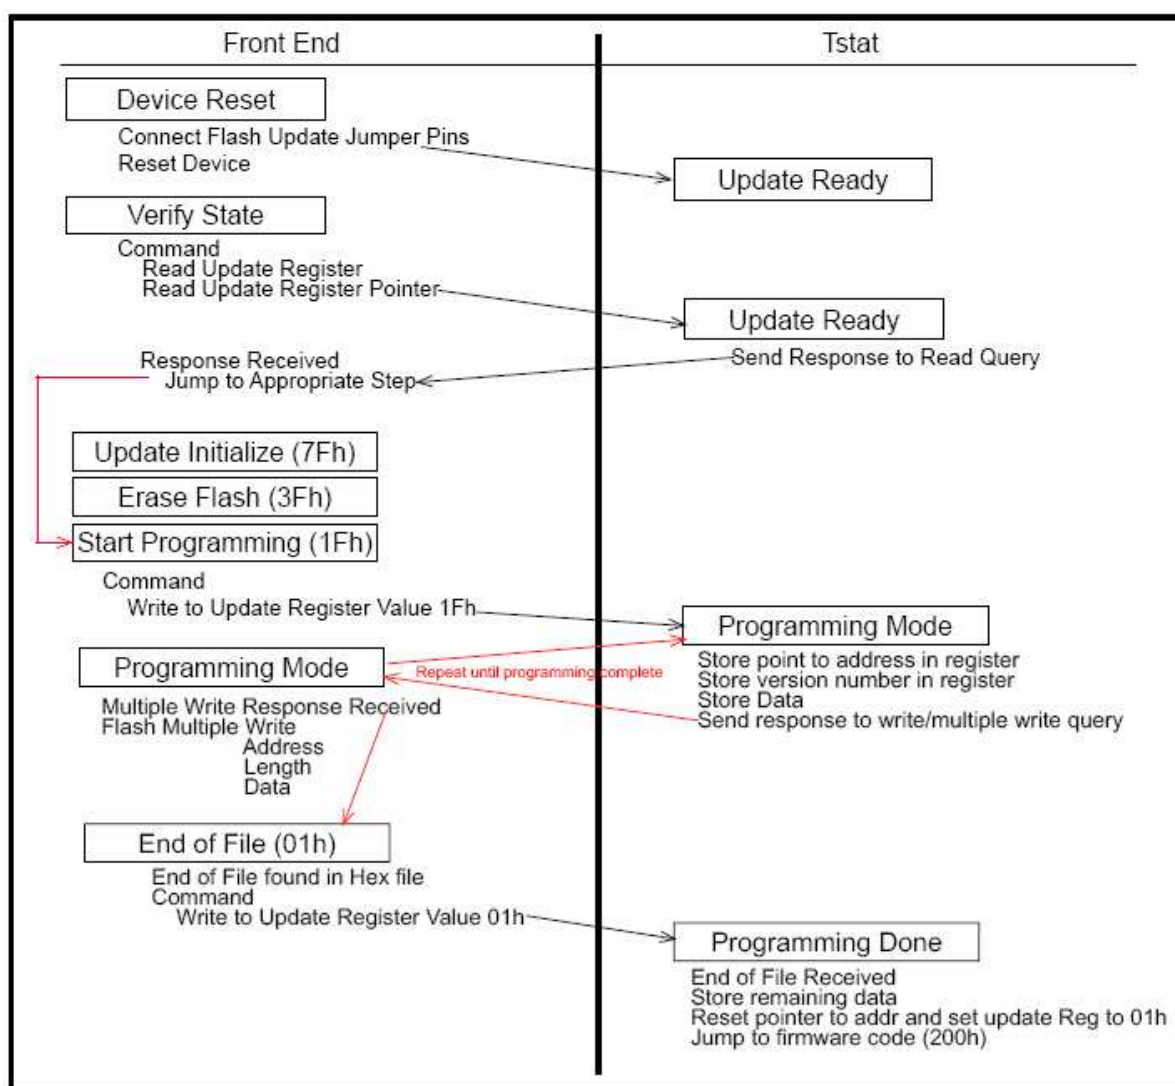 Front End
Tstat
Device Reset
Connect Flash Update Jumper Pins
Reset Device
Update Ready
Verify State
Command
Read Update Register
Read Update Register Pointer
Update Ready
Send Response to Read Query
Response Received
Jump to Appropriate Step
Update Initialize (7Fh)
Erase Flash (3Fh)
Start Programming (1Fh)
Command
Write to Update Register Value 1Fh
Programming Mode
Store point to address in register
Store version number in register
Store Data
Send response to write/multiple write query
Programming Mode
Repeat until programming complete
Multiple Write Response Received
Flash Multiple Write
Address
Length
Data
End of File (01h)
End of File found in Hex file
Command
Write to Update Register Value 01h
Programming Done
End of File Received
Store remaining data
Reset pointer to addr and set update Reg to 01h
Jump to firmware code (200h)